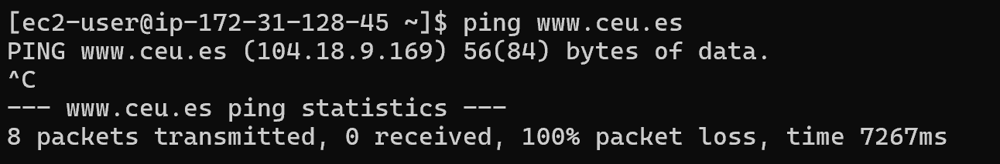 [ec2-user@ip-172-31-128-45 ~]$ ping www.ceu.es
PING www.ceu.es (104.18.9.169) 56(84) bytes of data.
^C
--- www.ceu.es ping statistics ---
8 packets transmitted, 0 received, 100% packet loss, time 7267ms